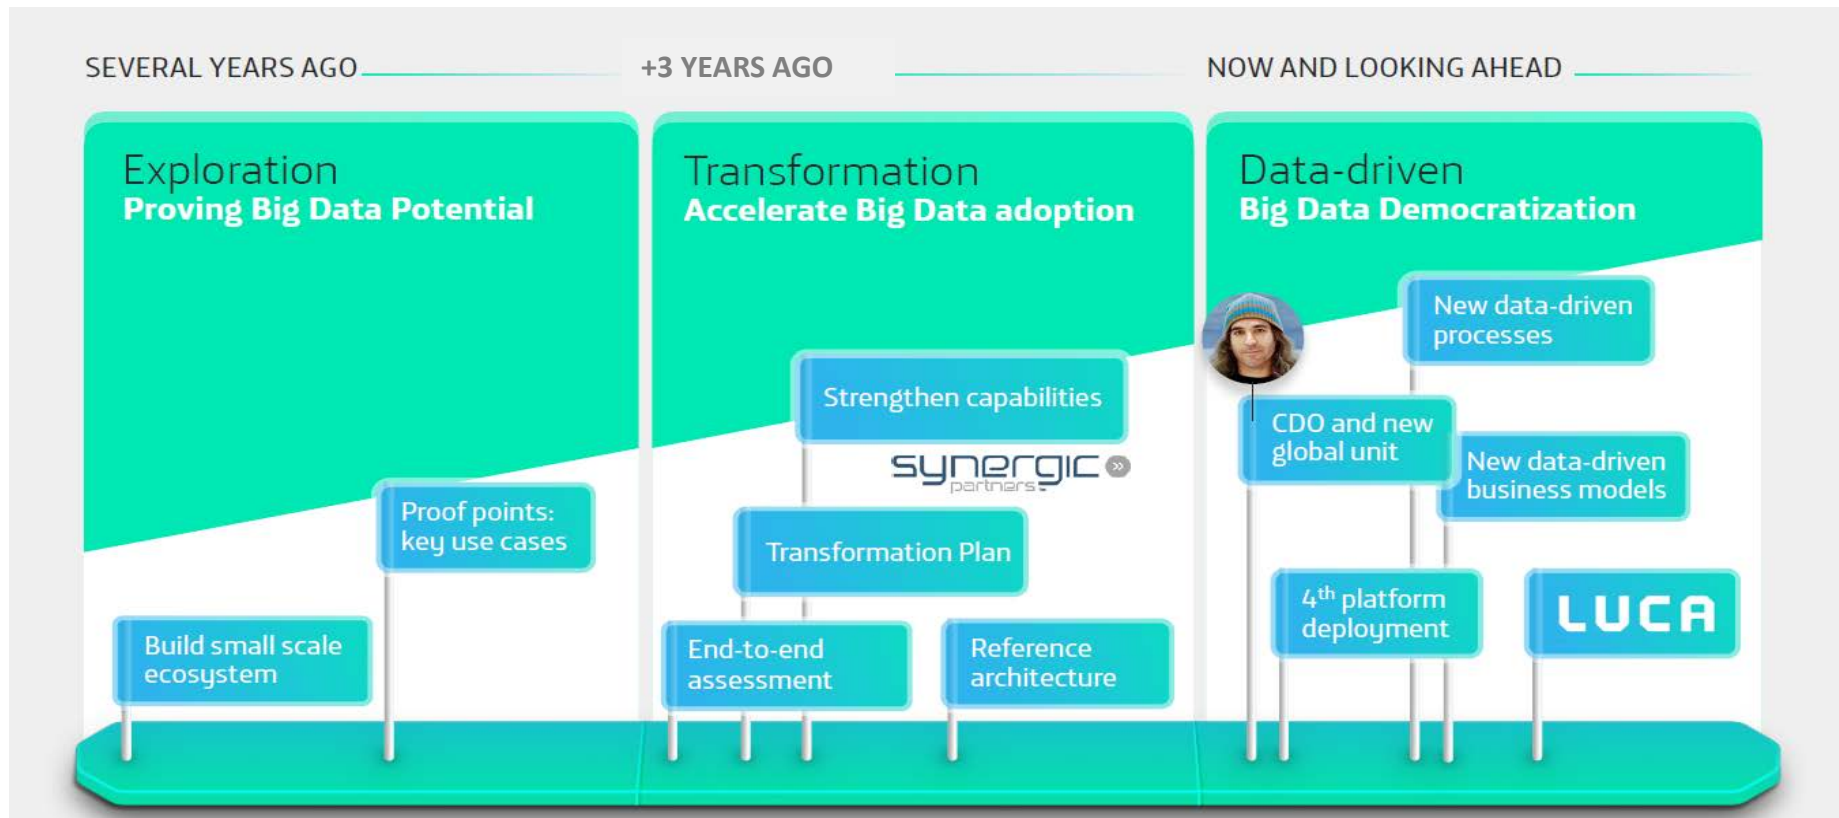 SEVERAL YEARS AGO
+3 YEARS AGO
NOW AND LOOKING AHEAD
Exploration
Proving Big Data Potential
Build small scale
ecosystem
Proof points:
key use cases
Transformation
Accelerate Big Data adoption
Strengthen capabilities
synergic
partners
Transformation Plan
End-to-end
assessment
Reference
architecture
Data-driven
Big Data Democratization
New data-driven
processes
CDO and new
global unit
New data-driven
business models
4th platform
deployment
LUCA